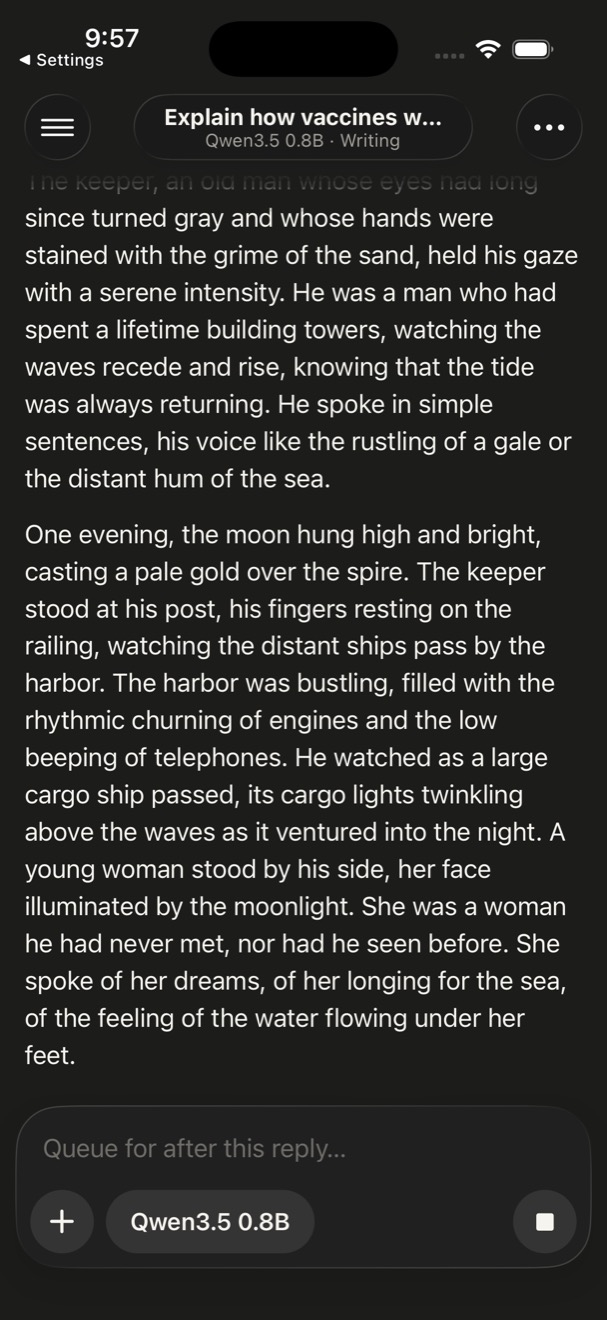 9:57
◀ Settings
Explain how vaccines w...
Qwen3.5 0.8B · Writing
The keeper, an old man whose eyes had long
since turned gray and whose hands were
stained with the grime of the sand, held his gaze
with a serene intensity. He was a man who had
spent a lifetime building towers, watching the
waves recede and rise, knowing that the tide
was always returning. He spoke in simple
sentences, his voice like the rustling of a gale or
the distant hum of the sea.
One evening, the moon hung high and bright,
casting a pale gold over the spire. The keeper
stood at his post, his fingers resting on the
railing, watching the distant ships pass by the
harbor. The harbor was bustling, filled with the
rhythmic churning of engines and the low
beeping of telephones. He watched as a large
cargo ship passed, its cargo lights twinkling
above the waves as it ventured into the night. A
young woman stood by his side, her face
illuminated by the moonlight. She was a woman
he had never met, nor had he seen before. She
spoke of her dreams, of her longing for the sea,
of the feeling of the water flowing under her
feet.
Queue for after this reply...
Qwen3.5 0.8B